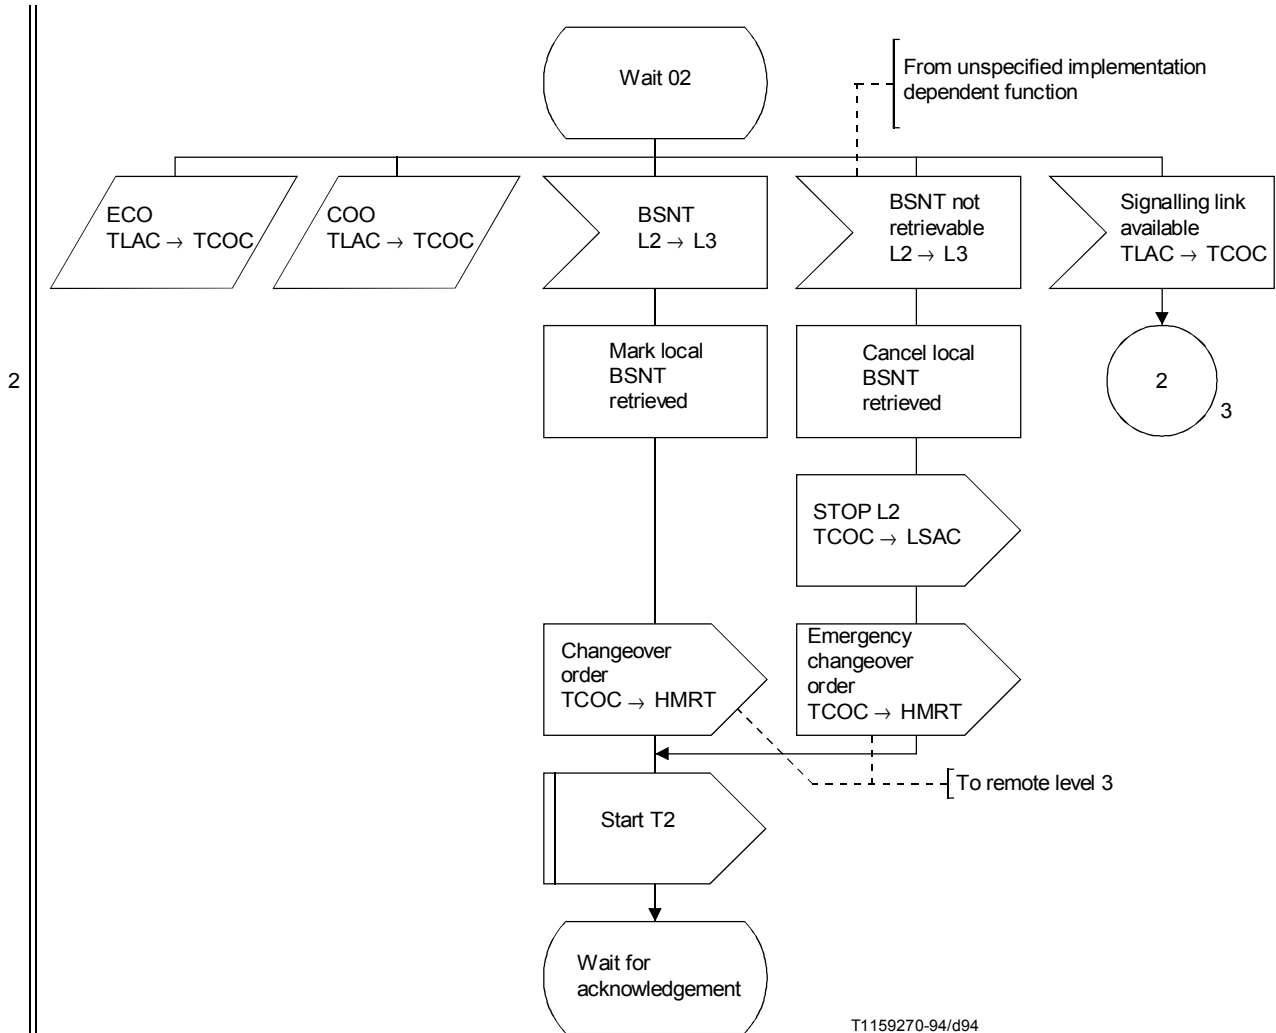 Wait 02
From unspecified implementation
dependent function
ECO
TLAC → TCOC
COO
TLAC → TCOC
BSNT
L2 → L3
BSNT not
retrievable
L2 → L3
Signalling link
available
TLAC → TCOC
Mark local
BSNT
retrieved
Cancel local
BSNT
retrieved
2
3
2
STOP L2
TCOC → LSAC
Changeover
order
TCOC → HMRT
Emergency
changeover
order
TCOC → HMRT
To remote level 3
Start T2
Wait for
acknowledgement
T1159270-94/d94